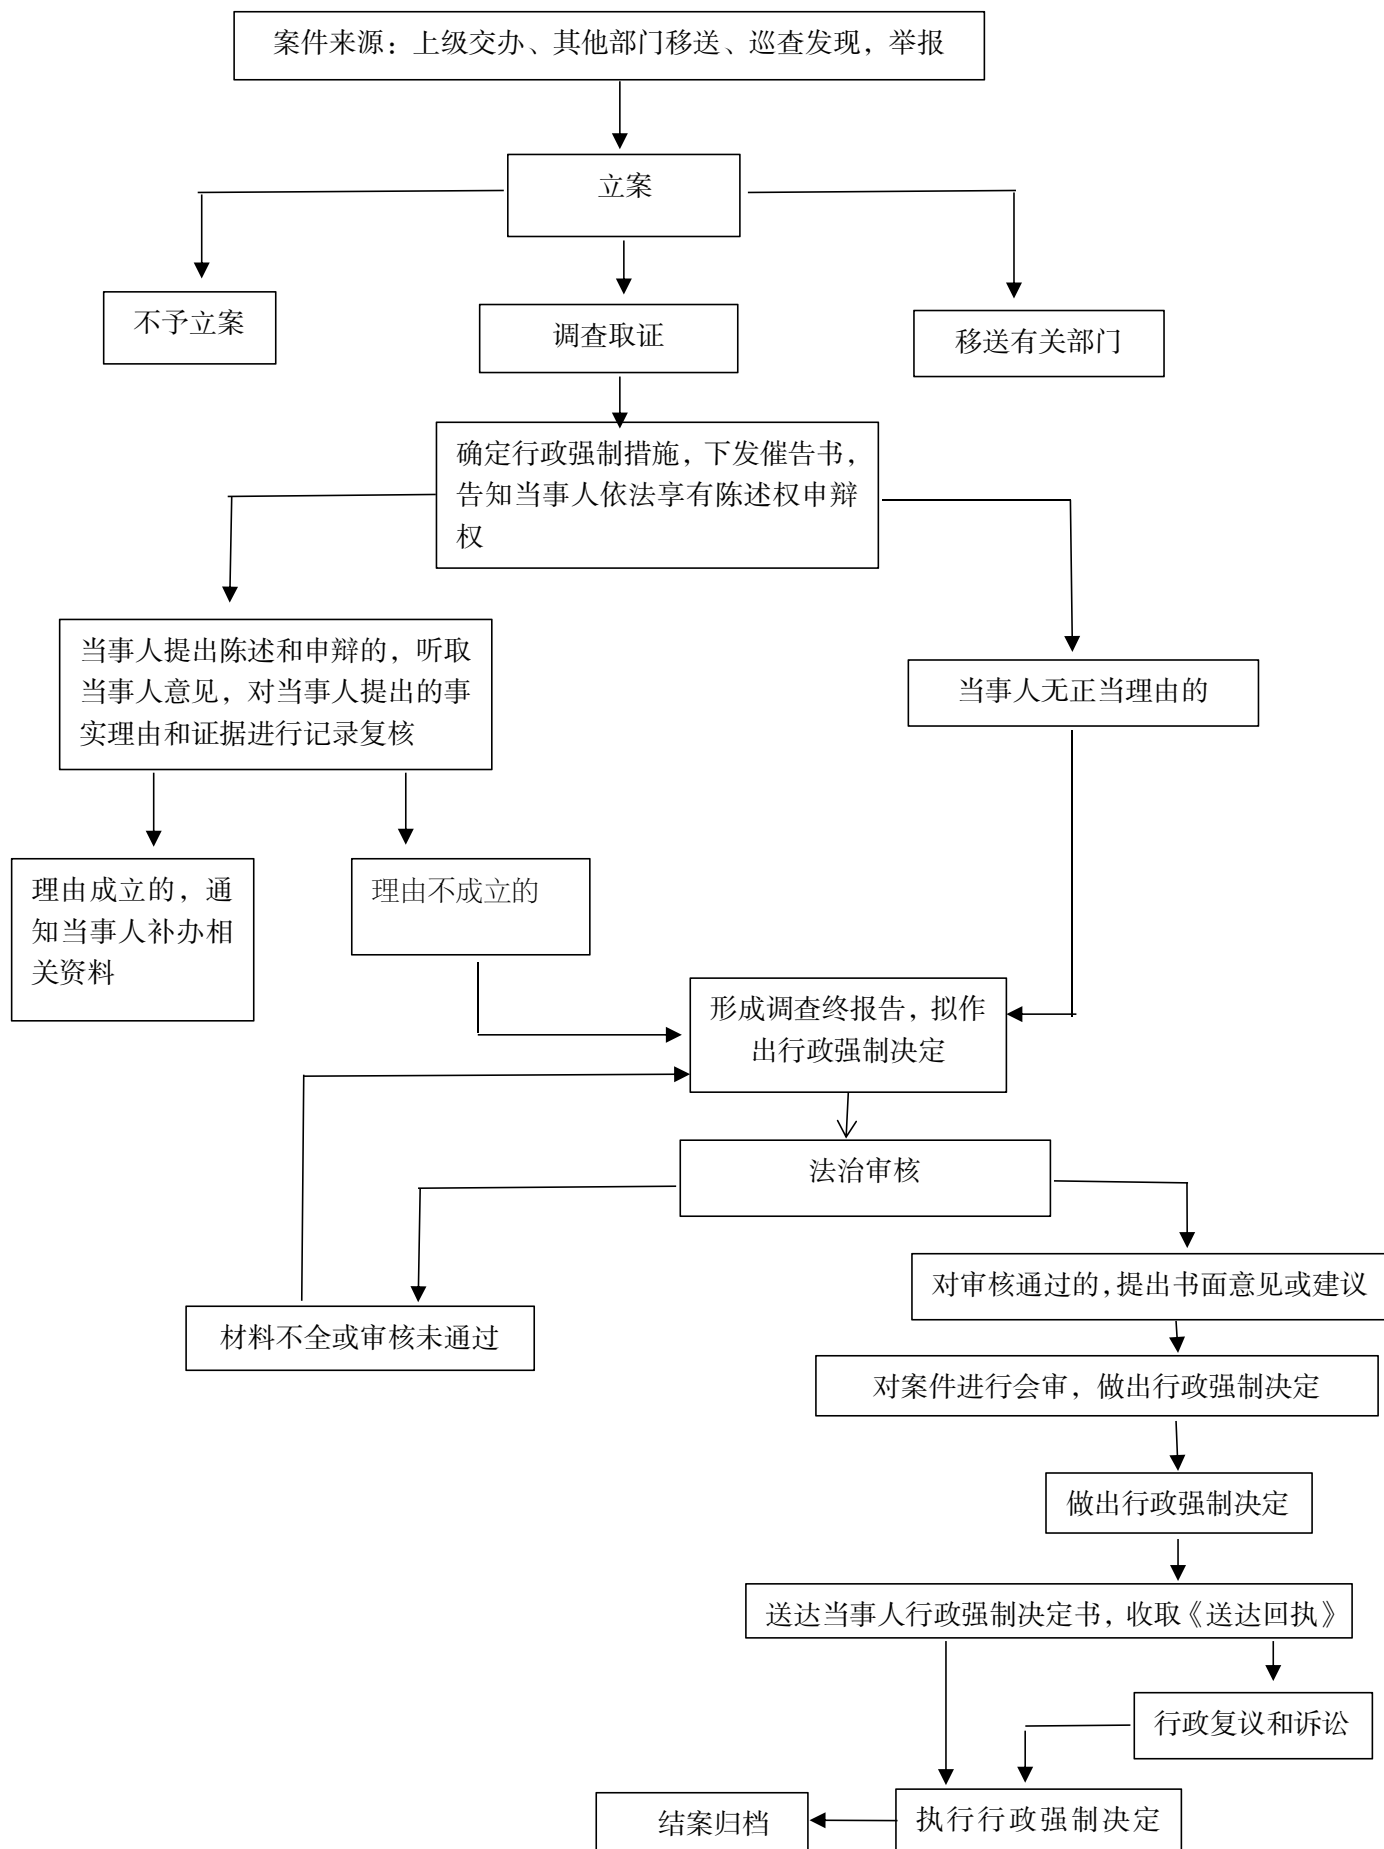 案件来源：上级交办、其他部门移送、巡查发现，举报
立案
不予立案
调查取证
移送有关部门
确定行政强制措施，下发催告书，
告知当事人依法享有陈述权申辩
权
当事人提出陈述和申辩的，听取
当事人意见，对当事人提出的事
实理由和证据进行记录复核
当事人无正当理由的
理由成立的，通
知当事人补办相
关资料
理由不成立的
形成调查终报告，拟作
出行政强制决定
法治审核
对审核通过的，提出书面意见或建议
材料不全或审核未通过
对案件进行会审，做出行政强制决定
做出行政强制决定
送达当事人行政强制决定书，收取《送达回执》
行政复议和诉讼
结案归档
执行行政强制决定